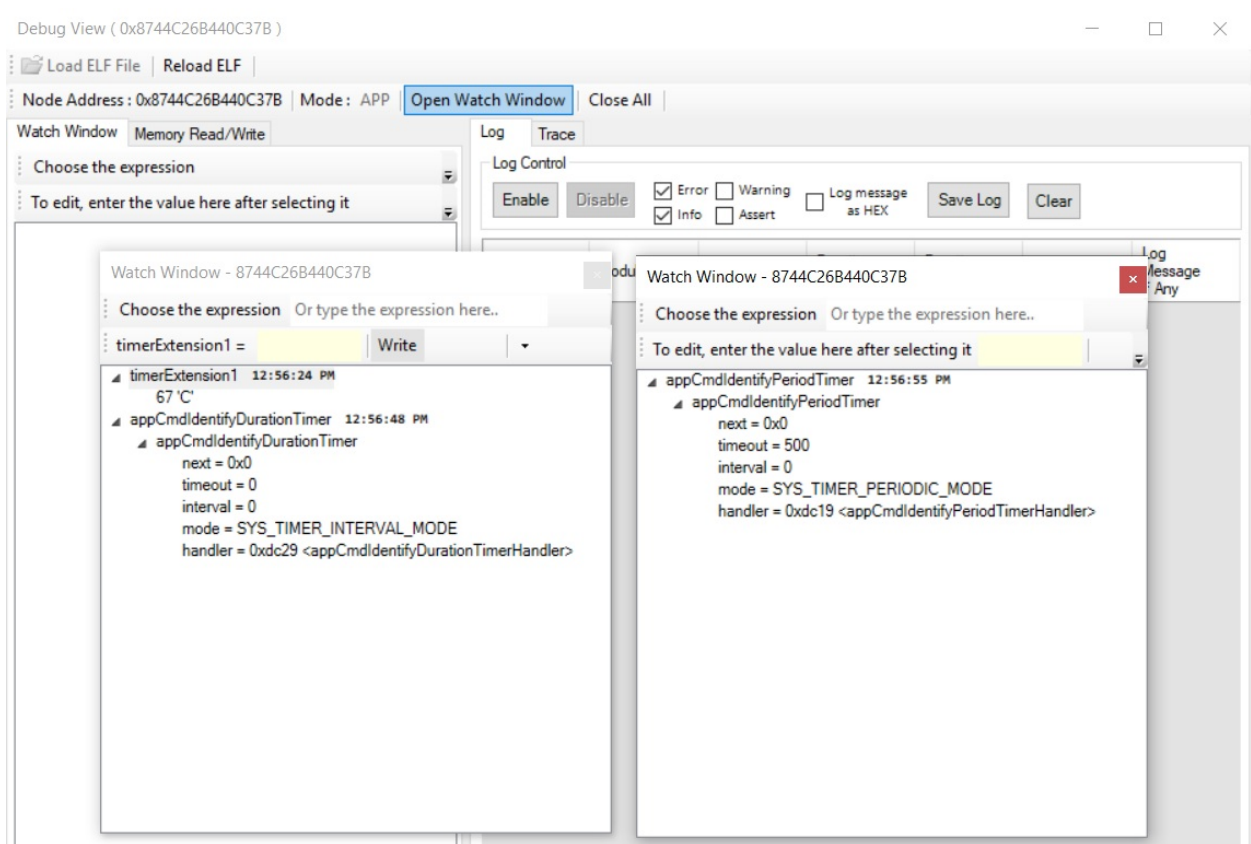 Debug View ( 0x8744C26B440C37B )
Load ELF File Reload ELF
Node Address : 0x8744C26B440C37B Mode : APP Open Watch Window Close All
Watch Window Memory Read/Write
Choose the expression
To edit, enter the value here after selecting it
Log Trace
Log Control
Enable Disable Error Warning Log message as HEX Save Log Clear
Info Assert
Log
Message
Any
Watch Window - 8744C26B440C37B
Choose the expression Or type the expression here..
timerExtension1 = Write
timerExtension1 12:56:24 PM
67 'C'
appCmdIdentifyDurationTimer 12:56:48 PM
appCmdIdentifyDurationTimer
next = 0x0
timeout = 0
interval = 0
mode = SYS_TIMER_INTERVAL_MODE
handler = 0xdc29 <appCmdIdentifyDurationTimerHandler>
Watch Window - 8744C26B440C37B
Choose the expression Or type the expression here..
To edit, enter the value here after selecting it
appCmdIdentifyPeriodTimer 12:56:55 PM
appCmdIdentifyPeriodTimer
next = 0x0
timeout = 500
interval = 0
mode = SYS_TIMER_PERIODIC_MODE
handler = 0xdc19 <appCmdIdentifyPeriodTimerHandler>